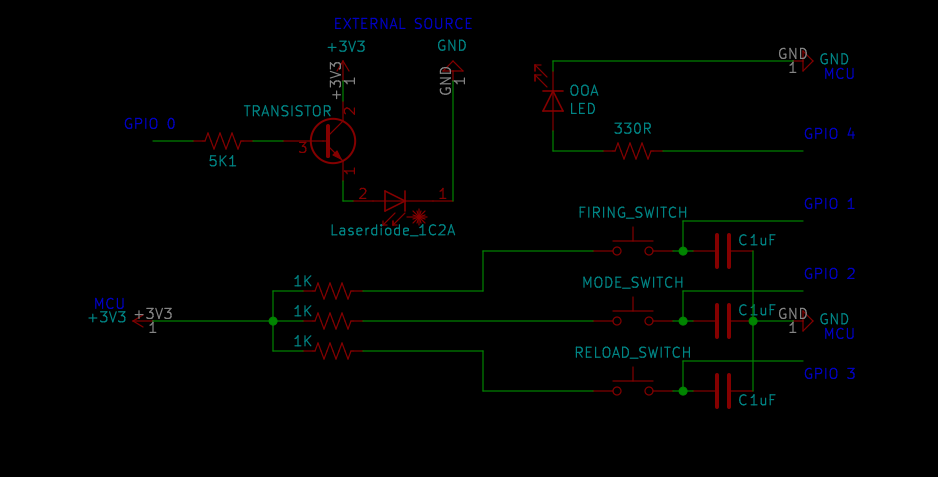 EXTERNAL SOURCE
+3V3
GND
+3V3
1
GND
1
TRANSISTOR
2
GPIO 0
3
5K1
1
2
1
Laserdiode_1C2A
GND
1
GND
MCU
OOA
LED
330R
GPIO 4
FIRING_SWITCH
GPIO 1
C1uF
MODE_SWITCH
GPIO 2
C1uF
GND
1
GND
MCU
RELOAD_SWITCH
GPIO 3
C1uF
1K
1K
1K
MCU
+3V3
+3V3
1